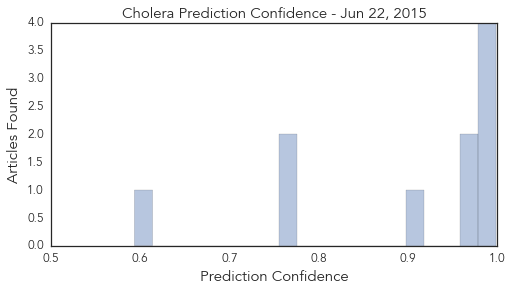 Cholera Prediction Confidence - Jun 22, 2015
4.0
3.5
3.0
2.5
2.0
1.5
1.0
0.5
0.0
Articles Found
0.5 0.6 0.7 0.8 0.9 1.0
Prediction Confidence